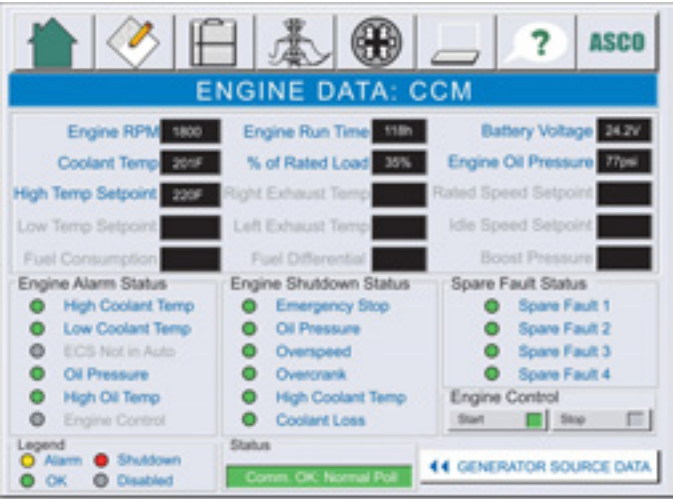 ?
ASCO
ENGINE DATA: CCM
Engine RPM 1800 Engine Run Time 118h Battery Voltage 24.2V
Coolant Temp 201F % of Rated Load 35% Engine Oil Pressure 77psi
High Temp Setpoint 220F Right Exhaust Temp Rated Speed Setpoint
Low Temp Setpoint Left Exhaust Temp Idle Speed Setpoint
Fuel Consumption Fuel Differential Boost Pressure
Engine Alarm Status
High Coolant Temp
Low Coolant Temp
ECS Not in Auto
Oil Pressure
High Oil Temp
Engine Control
Engine Shutdown Status
Emergency Stop
Oil Pressure
Overspeed
Overcrank
High Coolant Temp
Coolant Loss
Spare Fault Status
Spare Fault 1
Spare Fault 2
Spare Fault 3
Spare Fault 4
Engine Control
Start Stop
Legend
Alarm Shutdown
OK Disabled
Status
Comm. OK: Normal Poll
GENERATOR SOURCE DATA